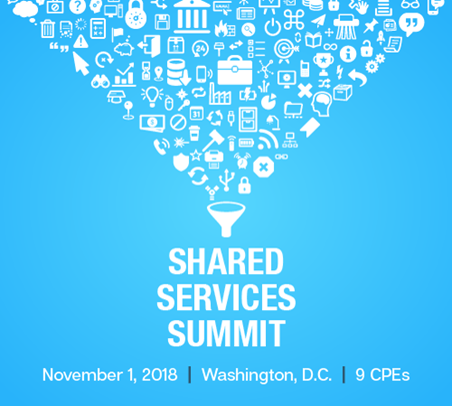 SHARED
SERVICES
SUMMIT
November 1, 2018 | Washington, D.C. | 9 CPEs